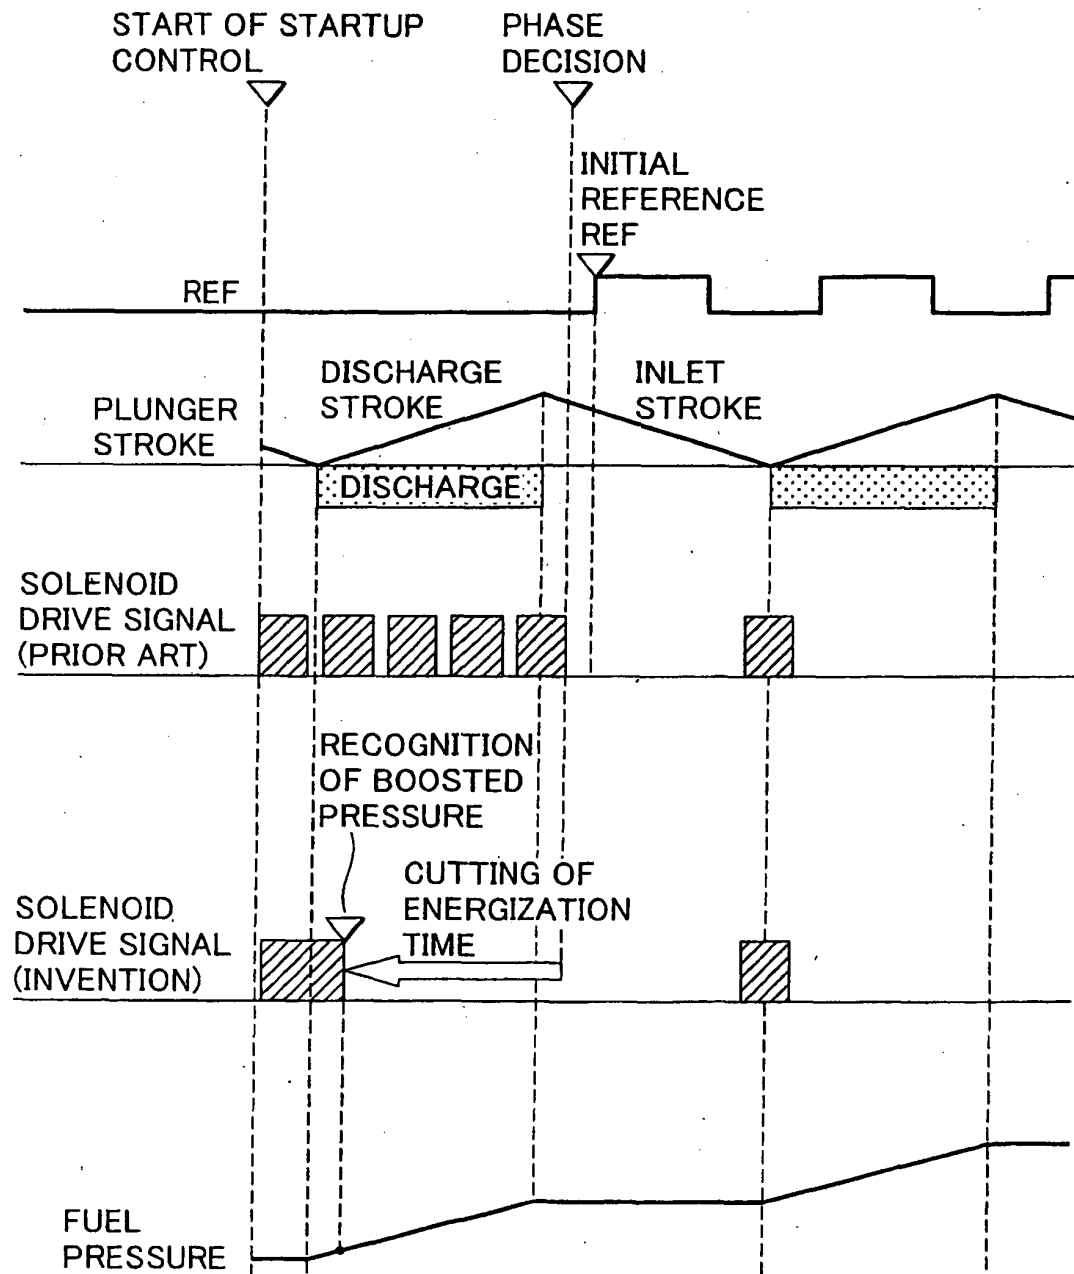 START OF STARTUP
CONTROL
PHASE
DECISION
INITIAL
REFERENCE
REF
REF
DISCHARGE
STROKE
INLET
STROKE
PLUNGER
STROKE
DISCHARGE
SOLENOID
DRIVE SIGNAL
(PRIOR ART)
RECOGNITION
OF BOOSTED
PRESSURE
CUTTING OF
ENERGIZATION
TIME
SOLENOID
DRIVE SIGNAL
(INVENTION)
FUEL
PRESSURE